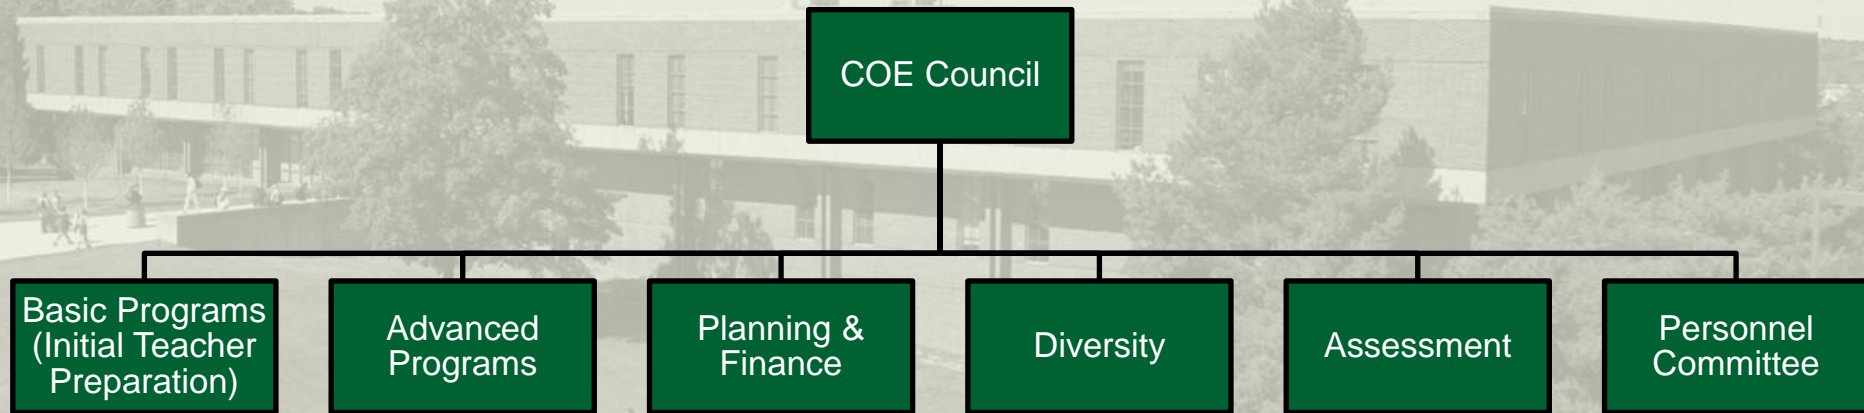 COE Council
Basic Programs
(Initial Teacher
Preparation)
Advanced
Programs
Planning &
Finance
Diversity
Assessment
Personnel
Committee